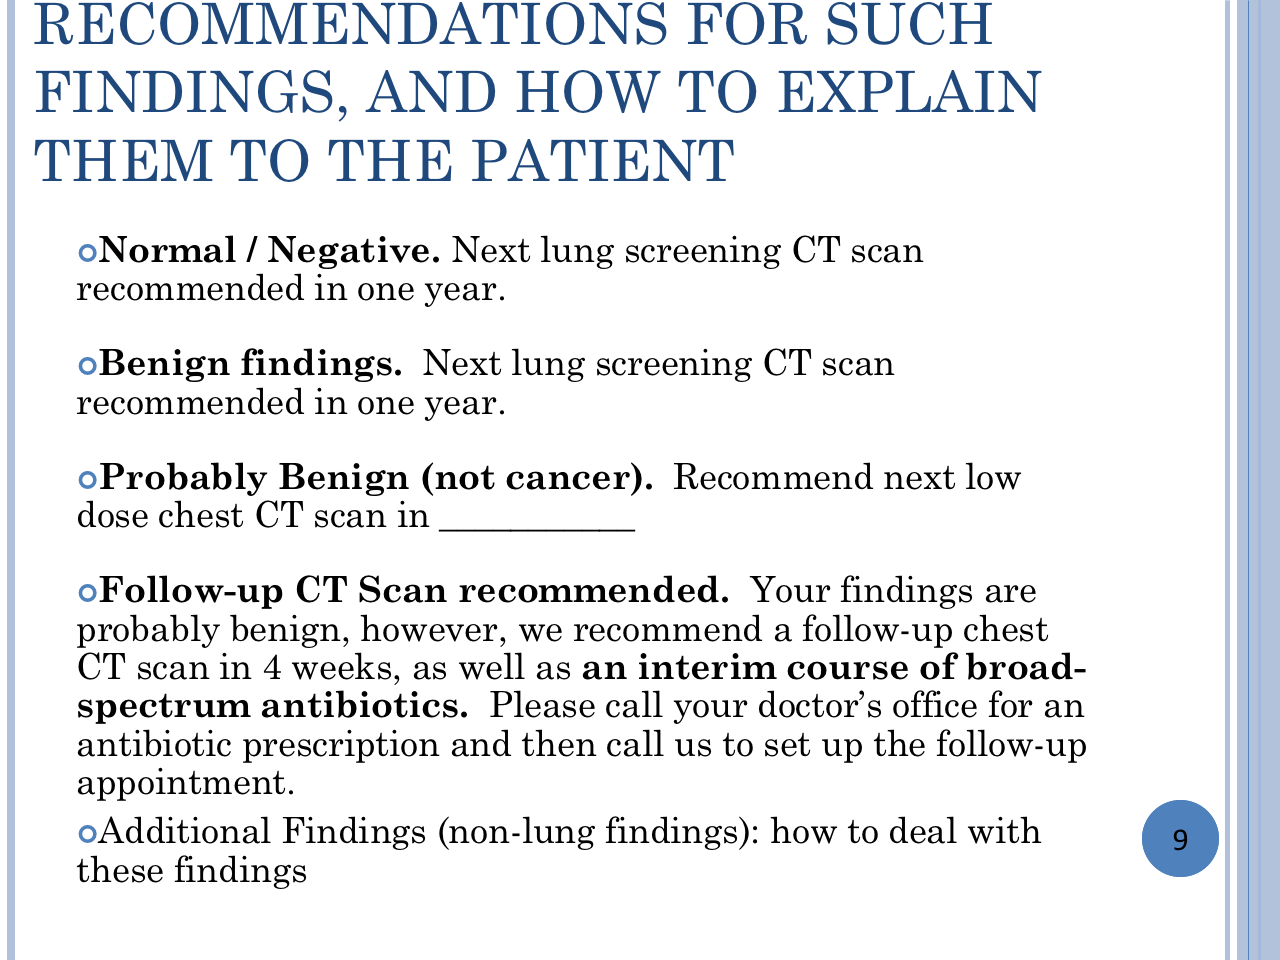 RECOMMENDATIONS FOR SUCH
FINDINGS, AND HOW TO EXPLAIN
THEM TO THE PATIENT
Normal / Negative. Next lung screening CT scan
recommended in one year.
Benign findings.  Next lung screening CT scan
recommended in one year.
Probably Benign (not cancer).  Recommend next low
dose chest CT scan in ___________
Follow-up CT Scan recommended.  Your findings are
probably benign, however, we recommend a follow-up chest
CT scan in 4 weeks, as well as an interim course of broad-
spectrum antibiotics.  Please call your doctor’s office for an
antibiotic prescription and then call us to set up the follow-up
appointment.
Additional Findings (non-lung findings): how to deal with
these findings
9